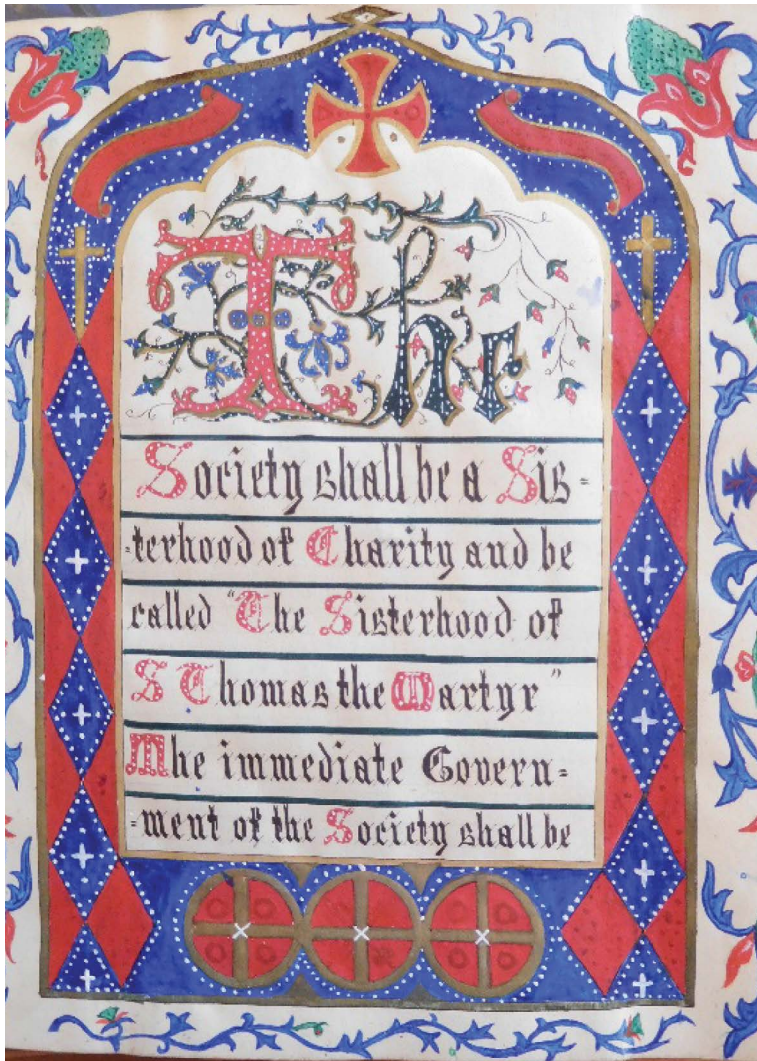 The
Society shall be a Sis=
=terhood of Charity and be
called "The Sisterhood of
S Thomas the Martyr"
The immediate Govern=
=ment of the Society shall be